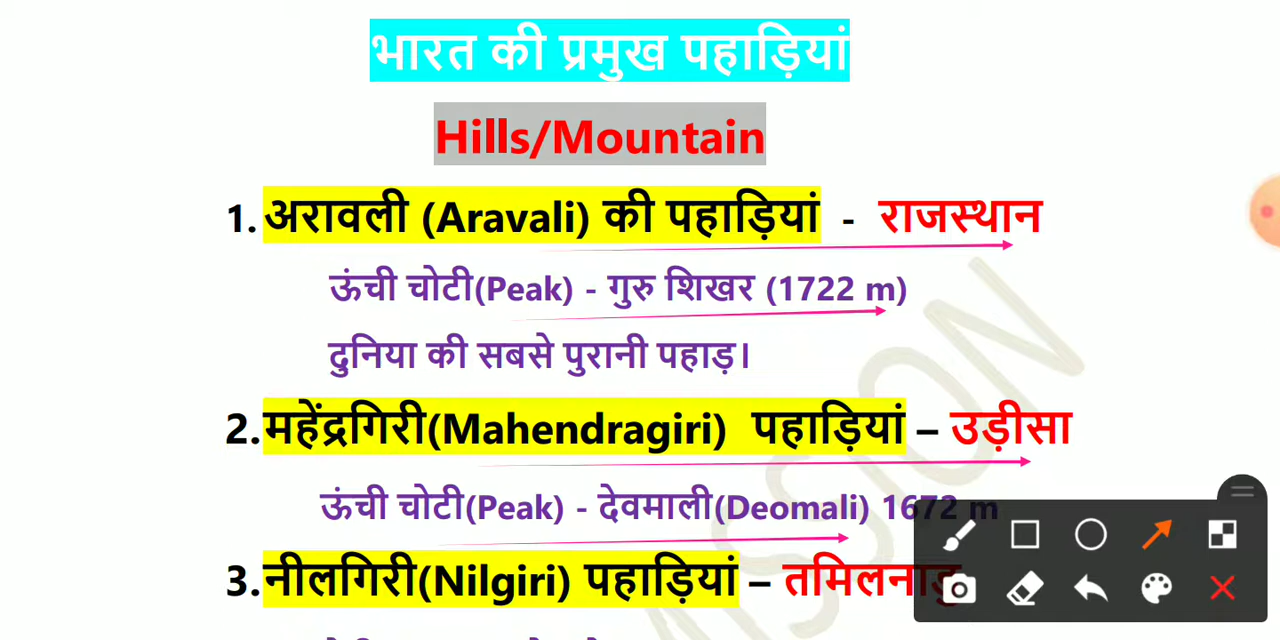 भारत की प्रमुख पहाड़ियां
Hills/Mountain
1. अरावली (Aravali) की पहाड़ियां - राजस्थान
ऊंची चोटी(Peak) - गुरु शिखर (1722 m)
दुनिया की सबसे पुरानी पहाड़।
2. महेंद्रगिरी(Mahendragiri) पहाड़ियां – उड़ीसा
ऊंची चोटी(Peak) - देवमाली(Deomali) 1672 m
3. नीलगिरी(Nilgiri) पहाड़ियां – तमिलनाडु